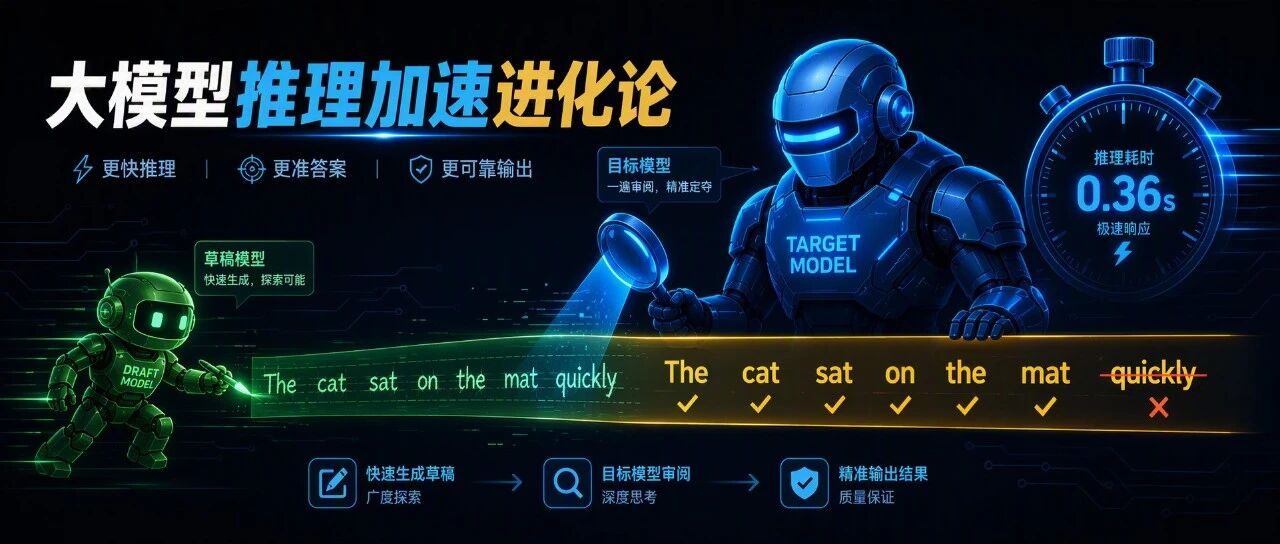 大模型推理加速进化论
更快推理
更准答案
更可靠输出
目标模型
一遍审阅，精准定夺
推理耗时
0.36s
极速响应
TARGET
MODEL
草稿模型
快速生成，探索可能
DRAFT
MODEL
The cat sat on the mat quickly
The cat sat on the mat quickly
快速生成草稿
广度探索
目标模型审阅
深度思考
精准输出结果
质量保证